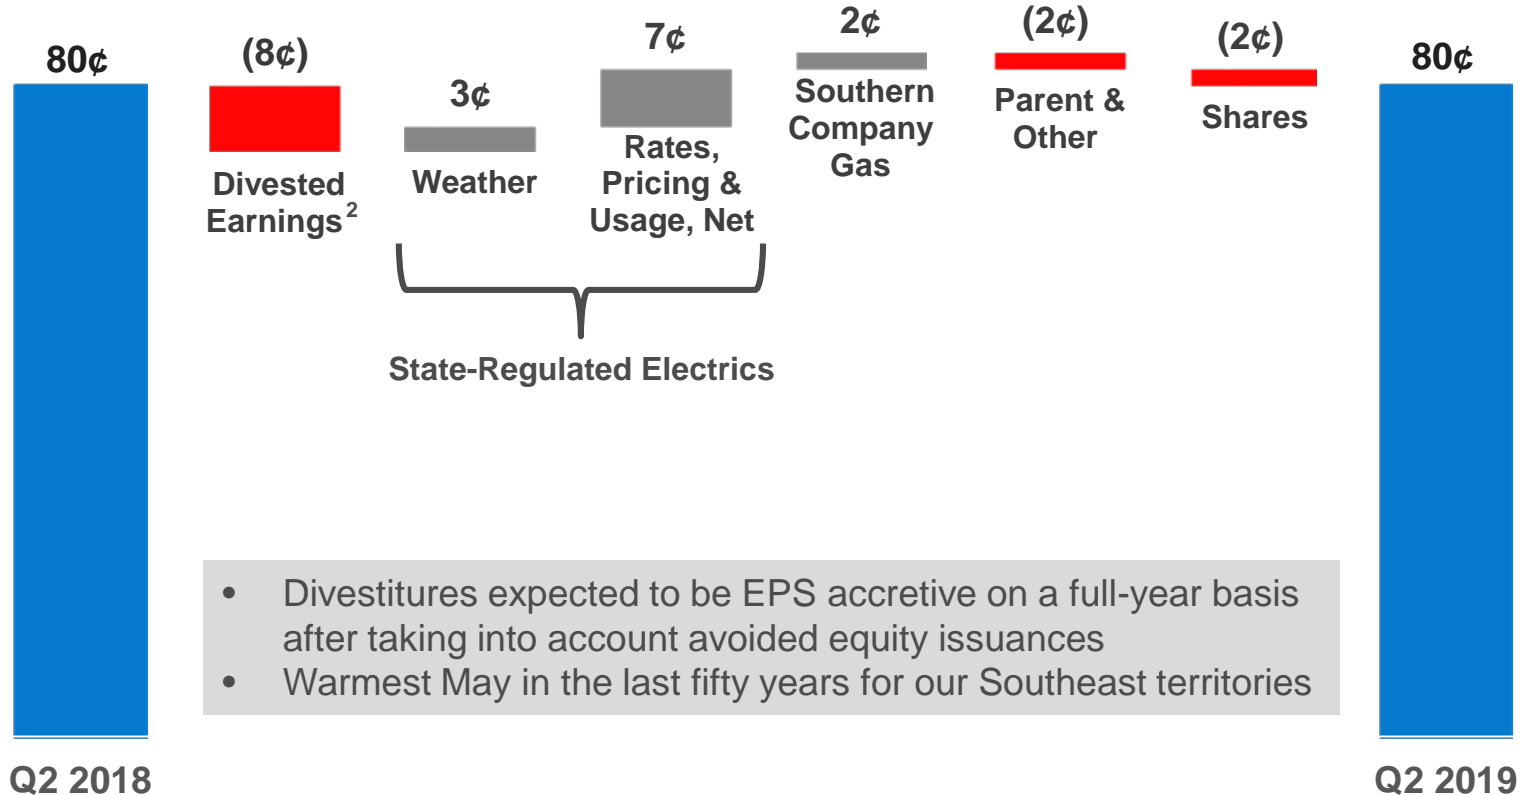 80¢
(8¢)
3¢
7¢
2¢
(2¢)
(2¢)
80¢
Divested
Earnings²
Weather
Rates,
Pricing &
Usage, Net
Southern
Company
Gas
Parent &
Other
Shares
State-Regulated Electrics
• Divestitures expected to be EPS accretive on a full-year basis
after taking into account avoided equity issuances
• Warmest May in the last fifty years for our Southeast territories
Q2 2018
Q2 2019